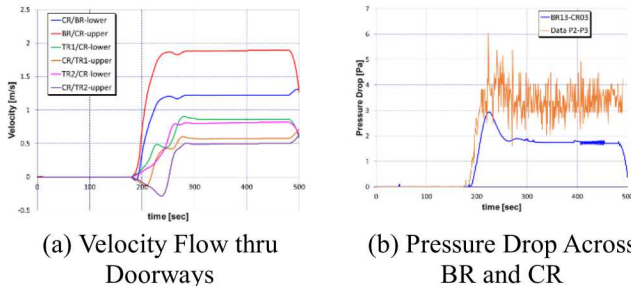 CR/BR-lower
BR/CR-upper
TR1/CR-lower
CR/TR1-upper
TR2/CR-lower
CR/TR2-upper
Velocity [m/s]
2.5
2
1.5
1
0.5
0
-0.5
0 100 200 300 400 500
time [sec]
(a) Velocity Flow thru
Doorways
BR13-CR03
Data P2-P3
Pressure Drop [Pa]
7
6
5
4
3
2
1
0
0 100 200 300 400 500
time [sec]
(b) Pressure Drop Across
BR and CR